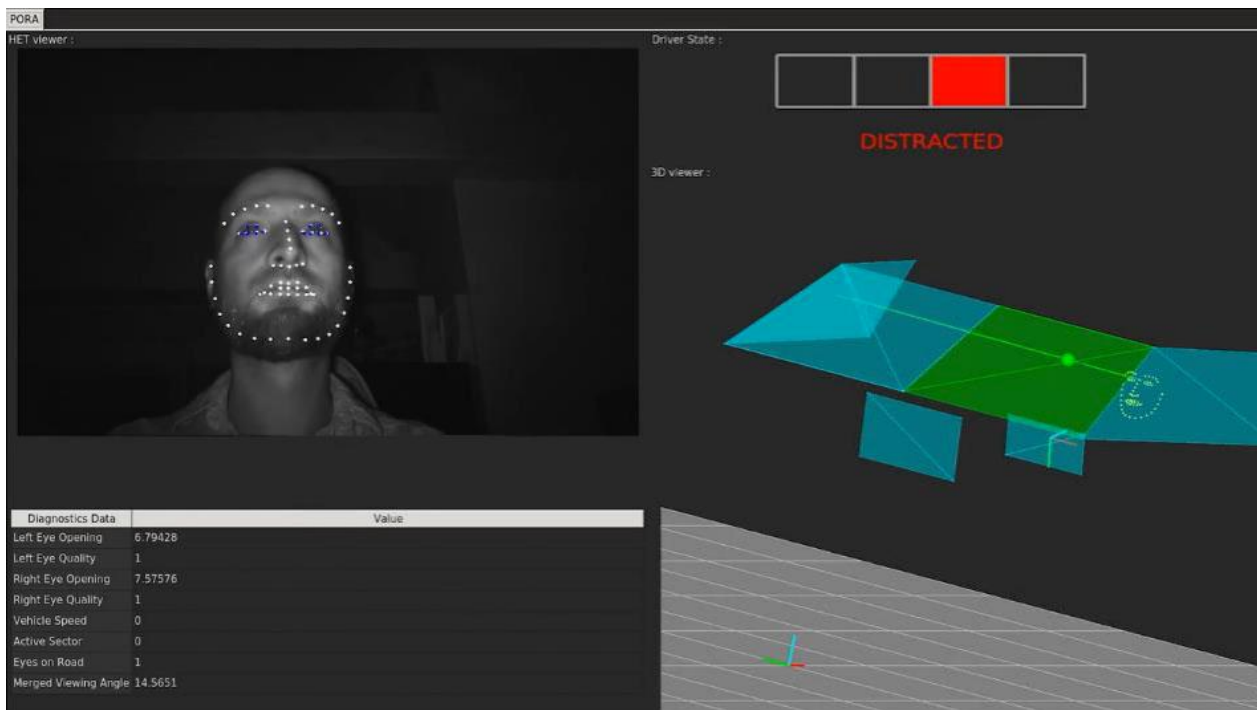 PORA
HET viewer :
Driver State :
DISTRACTED
3D viewer :
Diagnostics Data Value
Left Eye Opening 6.79428
Left Eye Quality 1
Right Eye Opening 7.57576
Right Eye Quality 1
Vehicle Speed 0
Active Sector 0
Eyes on Road 1
Merged Viewing Angle 14.5651